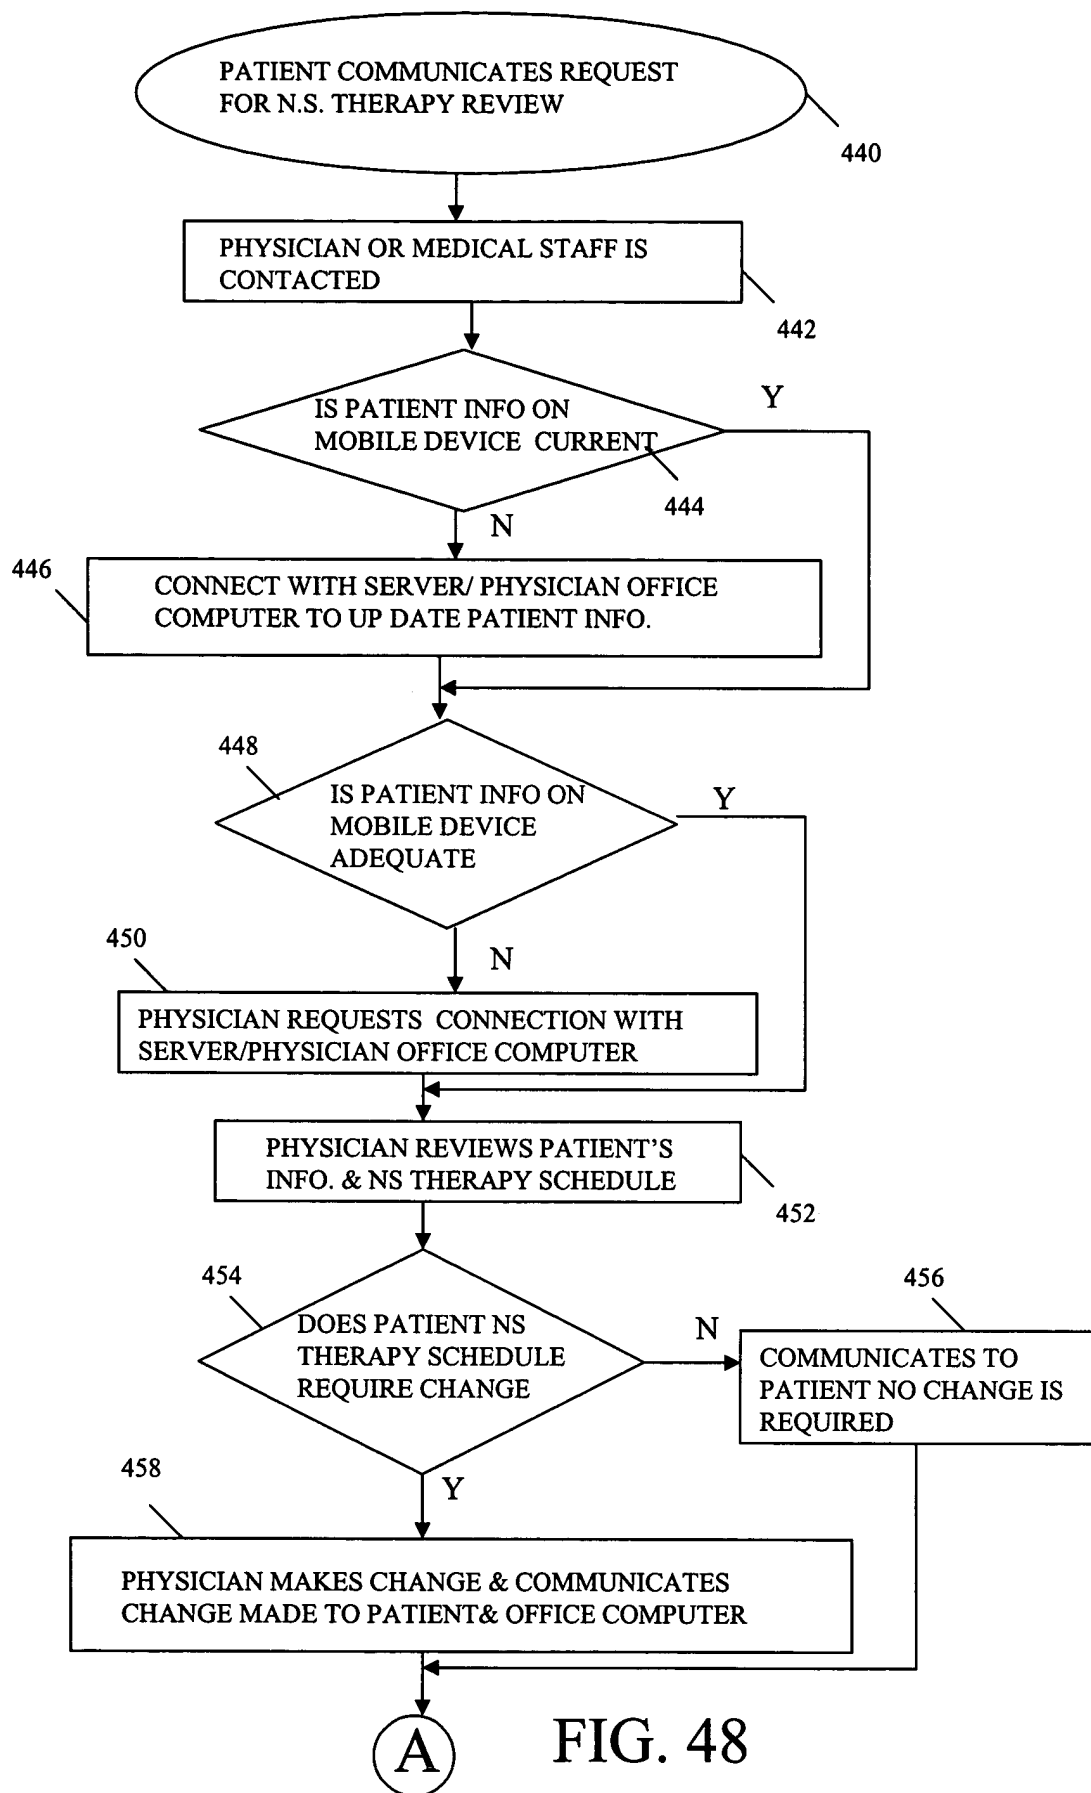 PATIENT COMMUNICATES REQUEST
FOR N.S. THERAPY REVIEW
440
PHYSICIAN OR MEDICAL STAFF IS
CONTACTED
442
IS PATIENT INFO ON
MOBILE DEVICE CURRENT
Y
444
N
446
CONNECT WITH SERVER/ PHYSICIAN OFFICE
COMPUTER TO UP DATE PATIENT INFO.
448
IS PATIENT INFO ON
MOBILE DEVICE
ADEQUATE
Y
450
N
PHYSICIAN REQUESTS CONNECTION WITH
SERVER/PHYSICIAN OFFICE COMPUTER
PHYSICIAN REVIEWS PATIENT'S
INFO. & NS THERAPY SCHEDULE
452
454
DOES PATIENT NS
THERAPY SCHEDULE
REQUIRE CHANGE
N
456
COMMUNICATES TO
PATIENT NO CHANGE IS
REQUIRED
458
Y
PHYSICIAN MAKES CHANGE & COMMUNICATES
CHANGE MADE TO PATIENT& OFFICE COMPUTER
A
FIG. 48